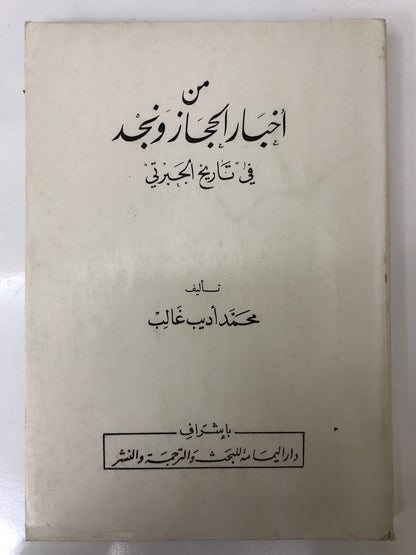 من
أخبار الحجاز ونجد
في تاريخ الجبرتي
تأليف
محمد أديب غالب
بإشراف
دار اليمامة للبحث والترجمة والنشر